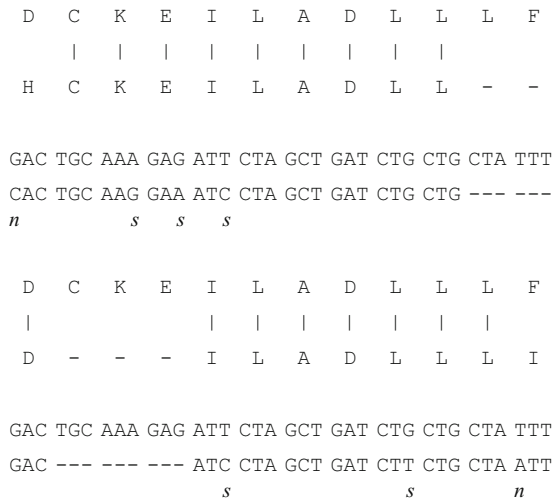 D C K E I L A D L L L F
| | | | | | | | |
H C K E I L A D L L - -
GAC TGC AAA GAG ATT CTA GCT GAT CTG CTG CTA TTT
CAC TGC AAG GAA ATC CTA GCT GAT CTG CTG --- ---
n s s s
D C K E I L A D L L L F
| | | | | | | |
D - - - I L A D L L L I
GAC TGC AAA GAG ATT CTA GCT GAT CTG CTG CTA TTT
GAC --- --- --- ATC CTA GCT GAT CTT CTG CTA ATT
s s n